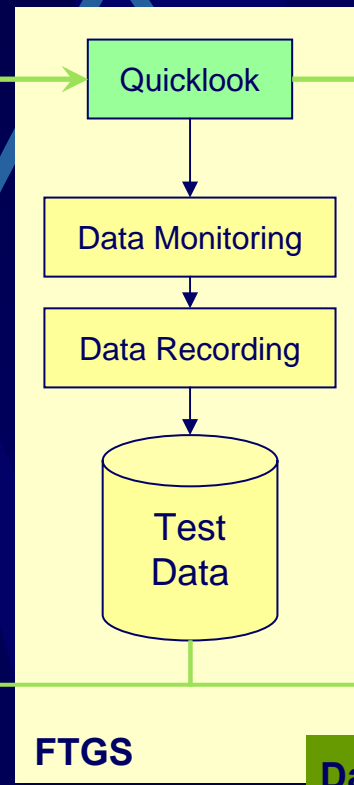 Quicklook
Data Monitoring
Data Recording
Test
Data
FTGS